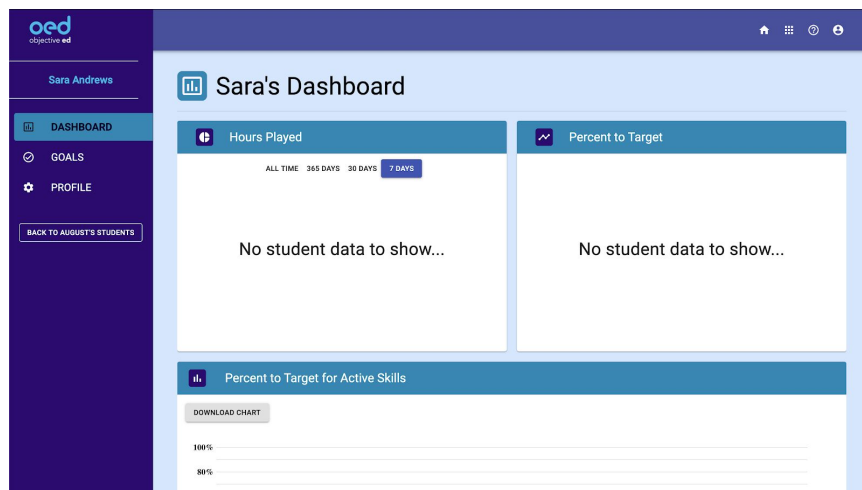 oed
objective ed
Sara Andrews
DASHBOARD
GOALS
PROFILE
BACK TO AUGUST'S STUDENTS
Sara's Dashboard
Hours Played
ALL TIME 365 DAYS 30 DAYS 7 DAYS
No student data to show...
Percent to Target
No student data to show...
Percent to Target for Active Skills
DOWNLOAD CHART
100%
80%